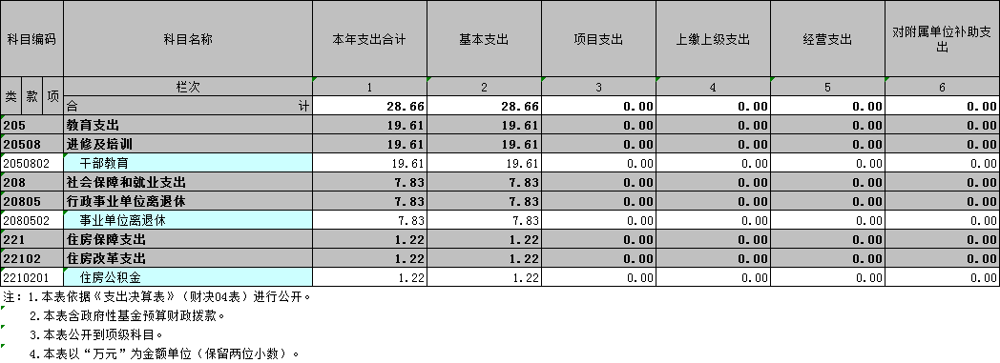 科目编码 科目名称 本年支出合计 基本支出 项目支出 上缴上级支出 经营支出 对附属单位补助支出
类 款 项 栏次 1 2 3 4 5 6
合 计 28.66 28.66 0.00 0.00 0.00 0.00
205 教育支出 19.61 19.61 0.00 0.00 0.00 0.00
20508 进修及培训 19.61 19.61 0.00 0.00 0.00 0.00
2050802 干部教育 19.61 19.61 0.00 0.00 0.00 0.00
208 社会保障和就业支出 7.83 7.83 0.00 0.00 0.00 0.00
20805 行政事业单位离退休 7.83 7.83 0.00 0.00 0.00 0.00
2080502 事业单位离退休 7.83 7.83 0.00 0.00 0.00 0.00
221 住房保障支出 1.22 1.22 0.00 0.00 0.00 0.00
22102 住房改革支出 1.22 1.22 0.00 0.00 0.00 0.00
2210201 住房公积金 1.22 1.22 0.00 0.00 0.00 0.00
注：1.本表依据《支出决算表》（财决04表）进行公开。
2.本表含政府性基金预算财政拨款。
3.本表公开到项级科目。
4.本表以“万元”为金额单位（保留两位小数）。